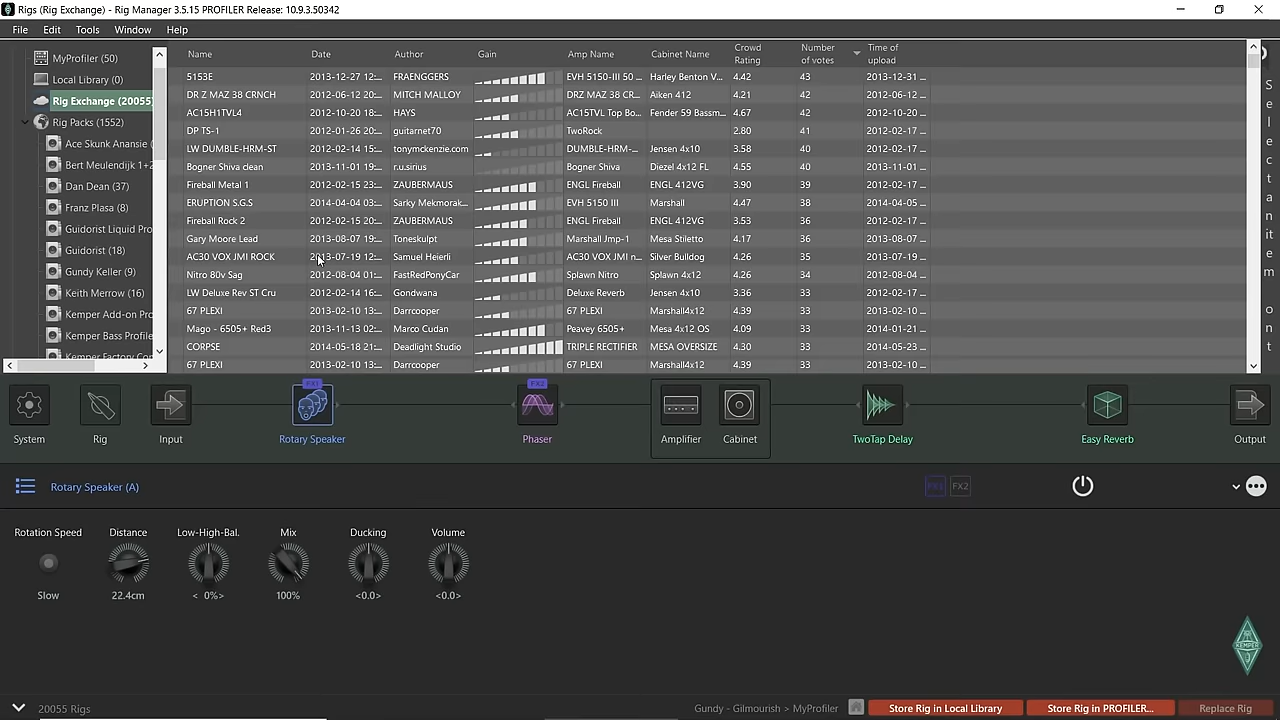 Rigs (Rig Exchange) - Rig Manager 3.5.15 PROFILER Release: 10.9.3.50342
File Edit Tools Window Help
MyProfiler (50)
Local Library (0)
Rig Exchange (20055)
Rig Packs (1552)
Ace Skunk Anansie (
Bert Meulendijk 1+2
Dan Dean (37)
Franz Plasa (8)
Guidorist Liquid Pro
Guidorist (18)
Gundy Keller (9)
Keith Merrow (16)
Kemper Add-on Pro
Kemper Bass Profile
Kemper Factory Con
Name Date Author Gain Amp Name Cabinet Name Crowd Rating Number of votes Time of upload
5153E 2013-12-27 12:... FRAENGGERS EVH 5150-III 50 ... Harley Benton V... 4.42 43 2013-12-31 ...
DR Z MAZ 38 CRNCH 2012-06-12 20:... MITCH MALLOY DRZ MAZ 38 CR... Aiken 412 4.21 42 2012-06-12 ...
AC15H1TVL4 2012-10-20 18:... HAYS AC15TVL Top Bo... Fender 59 Bassm... 4.67 42 2012-10-20 ...
DP TS-1 2012-01-26 20:... guitarnet70 TwoRock 2.80 41 2012-02-17 ...
LW DUMBLE-HRM-ST 2012-02-14 15:... tonymckenzie.com DUMBLE-HRM-... Jensen 4x10 3.58 40 2012-02-17 ...
Bogner Shiva clean 2013-11-01 19:... r.u.sirius Bogner Shiva Diezel 4x12 FL 4.55 40 2013-11-01 ...
Fireball Metal 1 2012-02-15 23:... ZAUBERMAUS ENGL Fireball ENGL 412VG 3.90 39 2012-02-17 ...
ERUPTION S.G.S 2014-04-04 03:... Sarky Mekmorak... EVH 5150 III Marshall 4.47 38 2014-04-05 ...
Fireball Rock 2 2012-02-15 20:... ZAUBERMAUS ENGL Fireball ENGL 412VG 3.53 36 2012-02-17 ...
Gary Moore Lead 2013-08-07 19:... Toneskulpt Marshall Jmp-1 Mesa Stiletto 4.17 36 2013-08-07 ...
AC30 VOX JMI ROCK 2013-07-19 12:... Samuel Heierli AC30 VOX JMI n... Silver Bulldog 4.26 35 2013-07-19 ...
Nitro 80v Sag 2012-08-04 01:... FastRedPonyCar Splawn Nitro Splawn 4x12 4.26 34 2012-08-04 ...
LW Deluxe Rev ST Cru 2012-02-14 16:... Gondwana Deluxe Reverb Jensen 4x10 3.36 34 2012-02-17 ...
67 PLEXI 2013-02-10 13:... Darrcooper 67 PLEXI Marshall4x12 4.39 33 2013-02-10 ...
Mago - 6505+ Red3 2013-11-13 02:... Marco Cudan Peavey 6505+ Mesa 4x12 OS 4.09 33 2014-01-21 ...
CORPSE 2014-05-18 21:... Deadlight Studio TRIPLE RECTIFIER MESA OVERSIZE 4.30 33 2014-05-23 ...
67 PLEXI 2013-02-10 13:... Darrcooper 67 PLEXI Marshall4x12 4.39 33 2013-02-10 ...
Select an item on t
FX1 FX2
System Rig Input Rotary Speaker Phaser Amplifier Cabinet TwoTap Delay Easy Reverb Output
Rotary Speaker (A) FX1 FX2
Rotation Speed Distance Low-High-Bal. Mix Ducking Volume
Slow 22.4cm < 0%> 100% <0.0> <0.0>
KEMPER
20055 Rigs Gundy - Gilmourish > MyProfiler Store Rig in Local Library Store Rig in PROFILER... Replace Rig